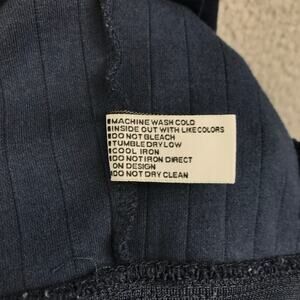 MACHINE WASH COLD
INSIDE OUT WITH LIKE COLORS
DO NOT BLEACH
TUMBLE DRY LOW
COOL IRON
DO NOT IRON DIRECT
ON DESIGN
DO NOT DRY CLEAN